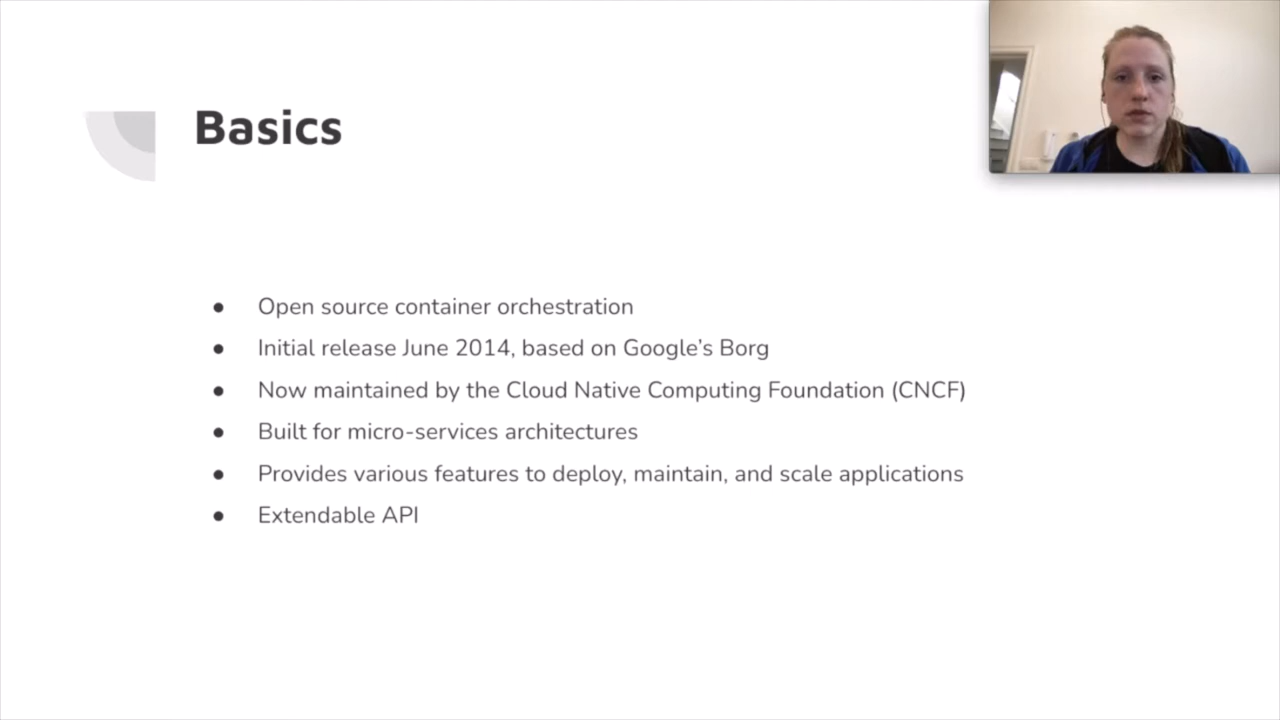 Basics
● Open source container orchestration
● Initial release June 2014, based on Google's Borg
● Now maintained by the Cloud Native Computing Foundation (CNCF)
● Built for micro-services architectures
● Provides various features to deploy, maintain, and scale applications
● Extendable API